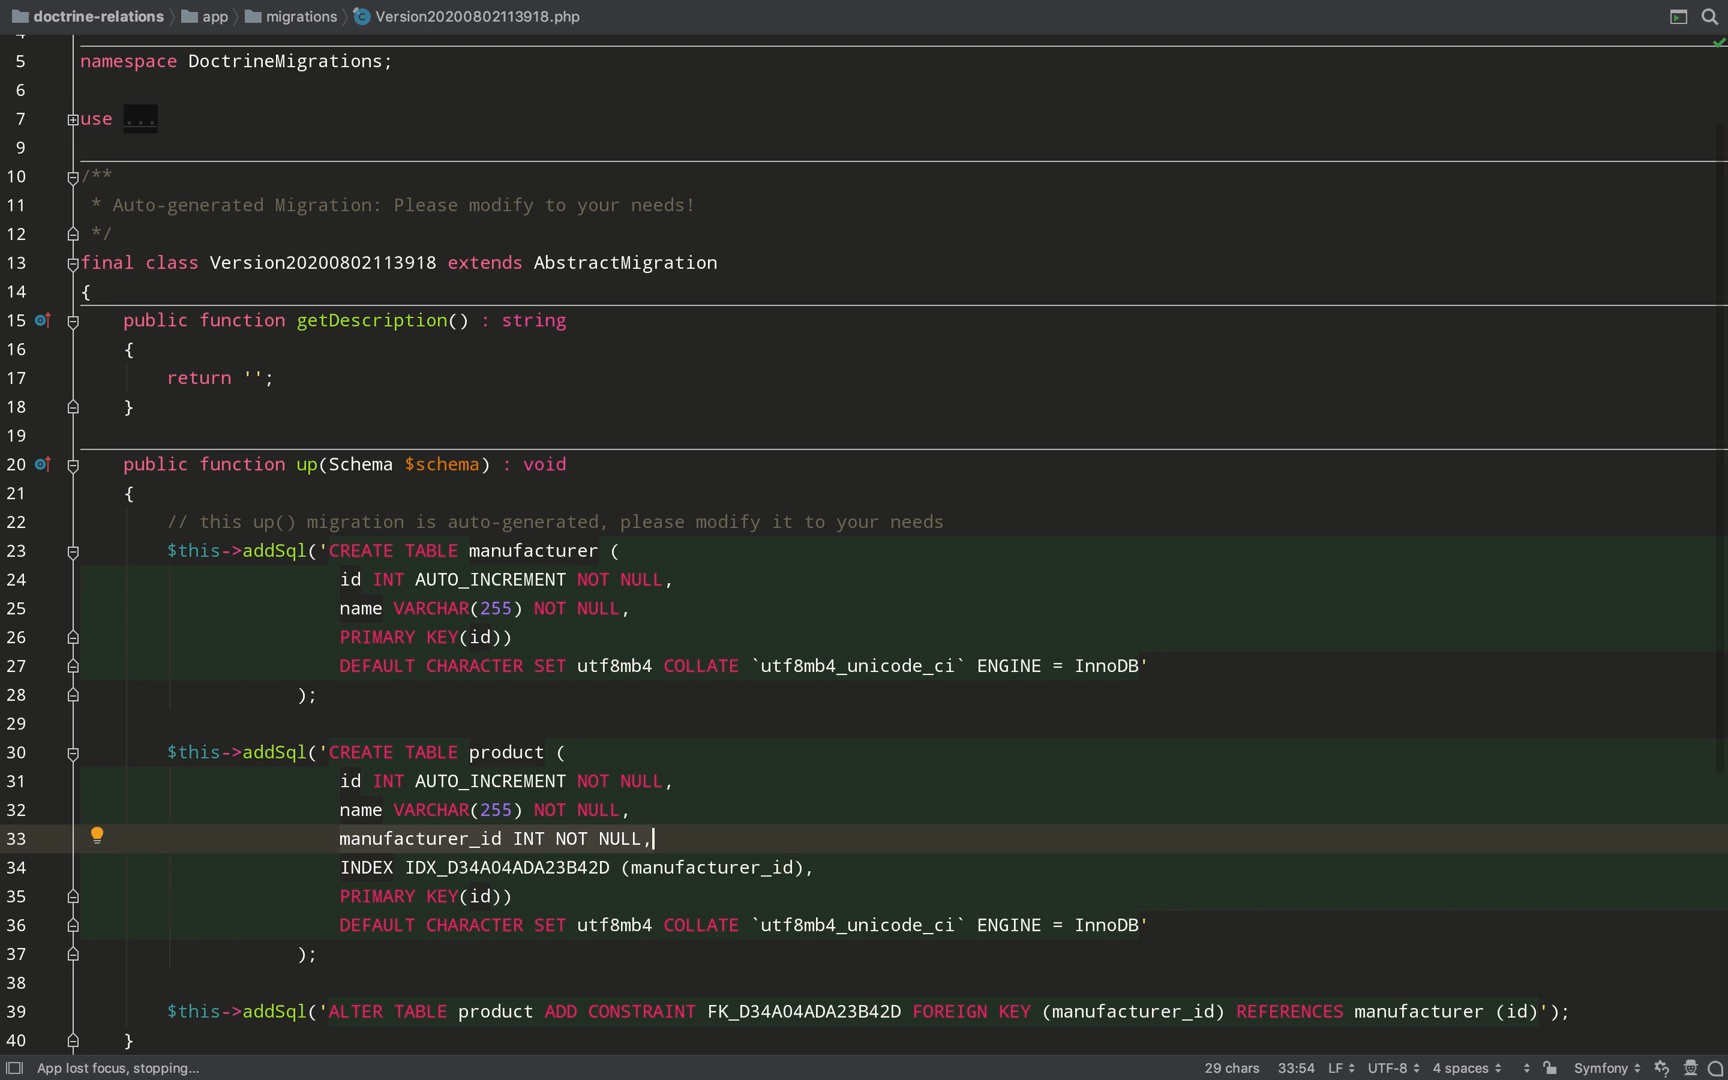 doctrine-relations app migrations Version20200802113918.php
4
5 namespace DoctrineMigrations;
6
7 use ...
9
10 /**
11 * Auto-generated Migration: Please modify to your needs!
12 */
13 final class Version20200802113918 extends AbstractMigration
14 {
15 public function getDescription() : string
16 {
17 return '';
18 }
19
20 public function up(Schema $schema) : void
21 {
22 // this up() migration is auto-generated, please modify it to your needs
23 $this->addSql('CREATE TABLE manufacturer (
24 id INT AUTO_INCREMENT NOT NULL,
25 name VARCHAR(255) NOT NULL,
26 PRIMARY KEY(id))
27 DEFAULT CHARACTER SET utf8mb4 COLLATE `utf8mb4_unicode_ci` ENGINE = InnoDB'
28 );
29
30 $this->addSql('CREATE TABLE product (
31 id INT AUTO_INCREMENT NOT NULL,
32 name VARCHAR(255) NOT NULL,
33 manufacturer_id INT NOT NULL,
34 INDEX IDX_D34A04ADA23B42D (manufacturer_id),
35 PRIMARY KEY(id))
36 DEFAULT CHARACTER SET utf8mb4 COLLATE `utf8mb4_unicode_ci` ENGINE = InnoDB'
37 );
38
39 $this->addSql('ALTER TABLE product ADD CONSTRAINT FK_D34A04ADA23B42D FOREIGN KEY (manufacturer_id) REFERENCES manufacturer (id)');
40 }
App lost focus, stopping... 29 chars 33:54 LF UTF-8 4 spaces Symfony